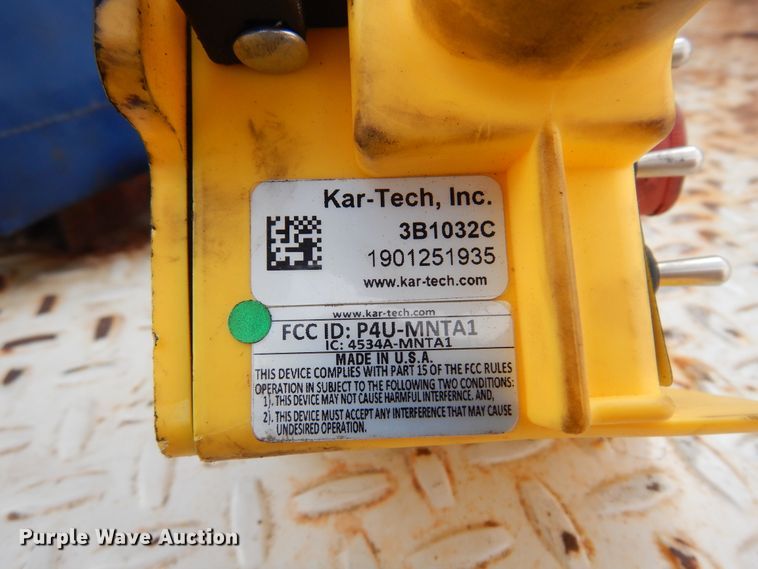 Kar-Tech, Inc.
3B1032C
1901251935
www.kar-tech.com
www.kar-tech.com
FCC ID: P4U-MNTA1
IC: 4534A-MNTA1
MADE IN U.S.A.
THIS DEVICE COMPLIES WITH PART 15 OF THE FCC RULES
OPERATION IN SUBJECT TO THE FOLLOWING TWO CONDITIONS:
1). THIS DEVICE MAY NOT CAUSE HARMFUL INTERFERNCE. AND,
2). THIS DEVICE MUST ACCEPT ANY INTERFERENCE THAT MAY CAUSE
UNDESIRED OPERATION.
Purple Wave Auction